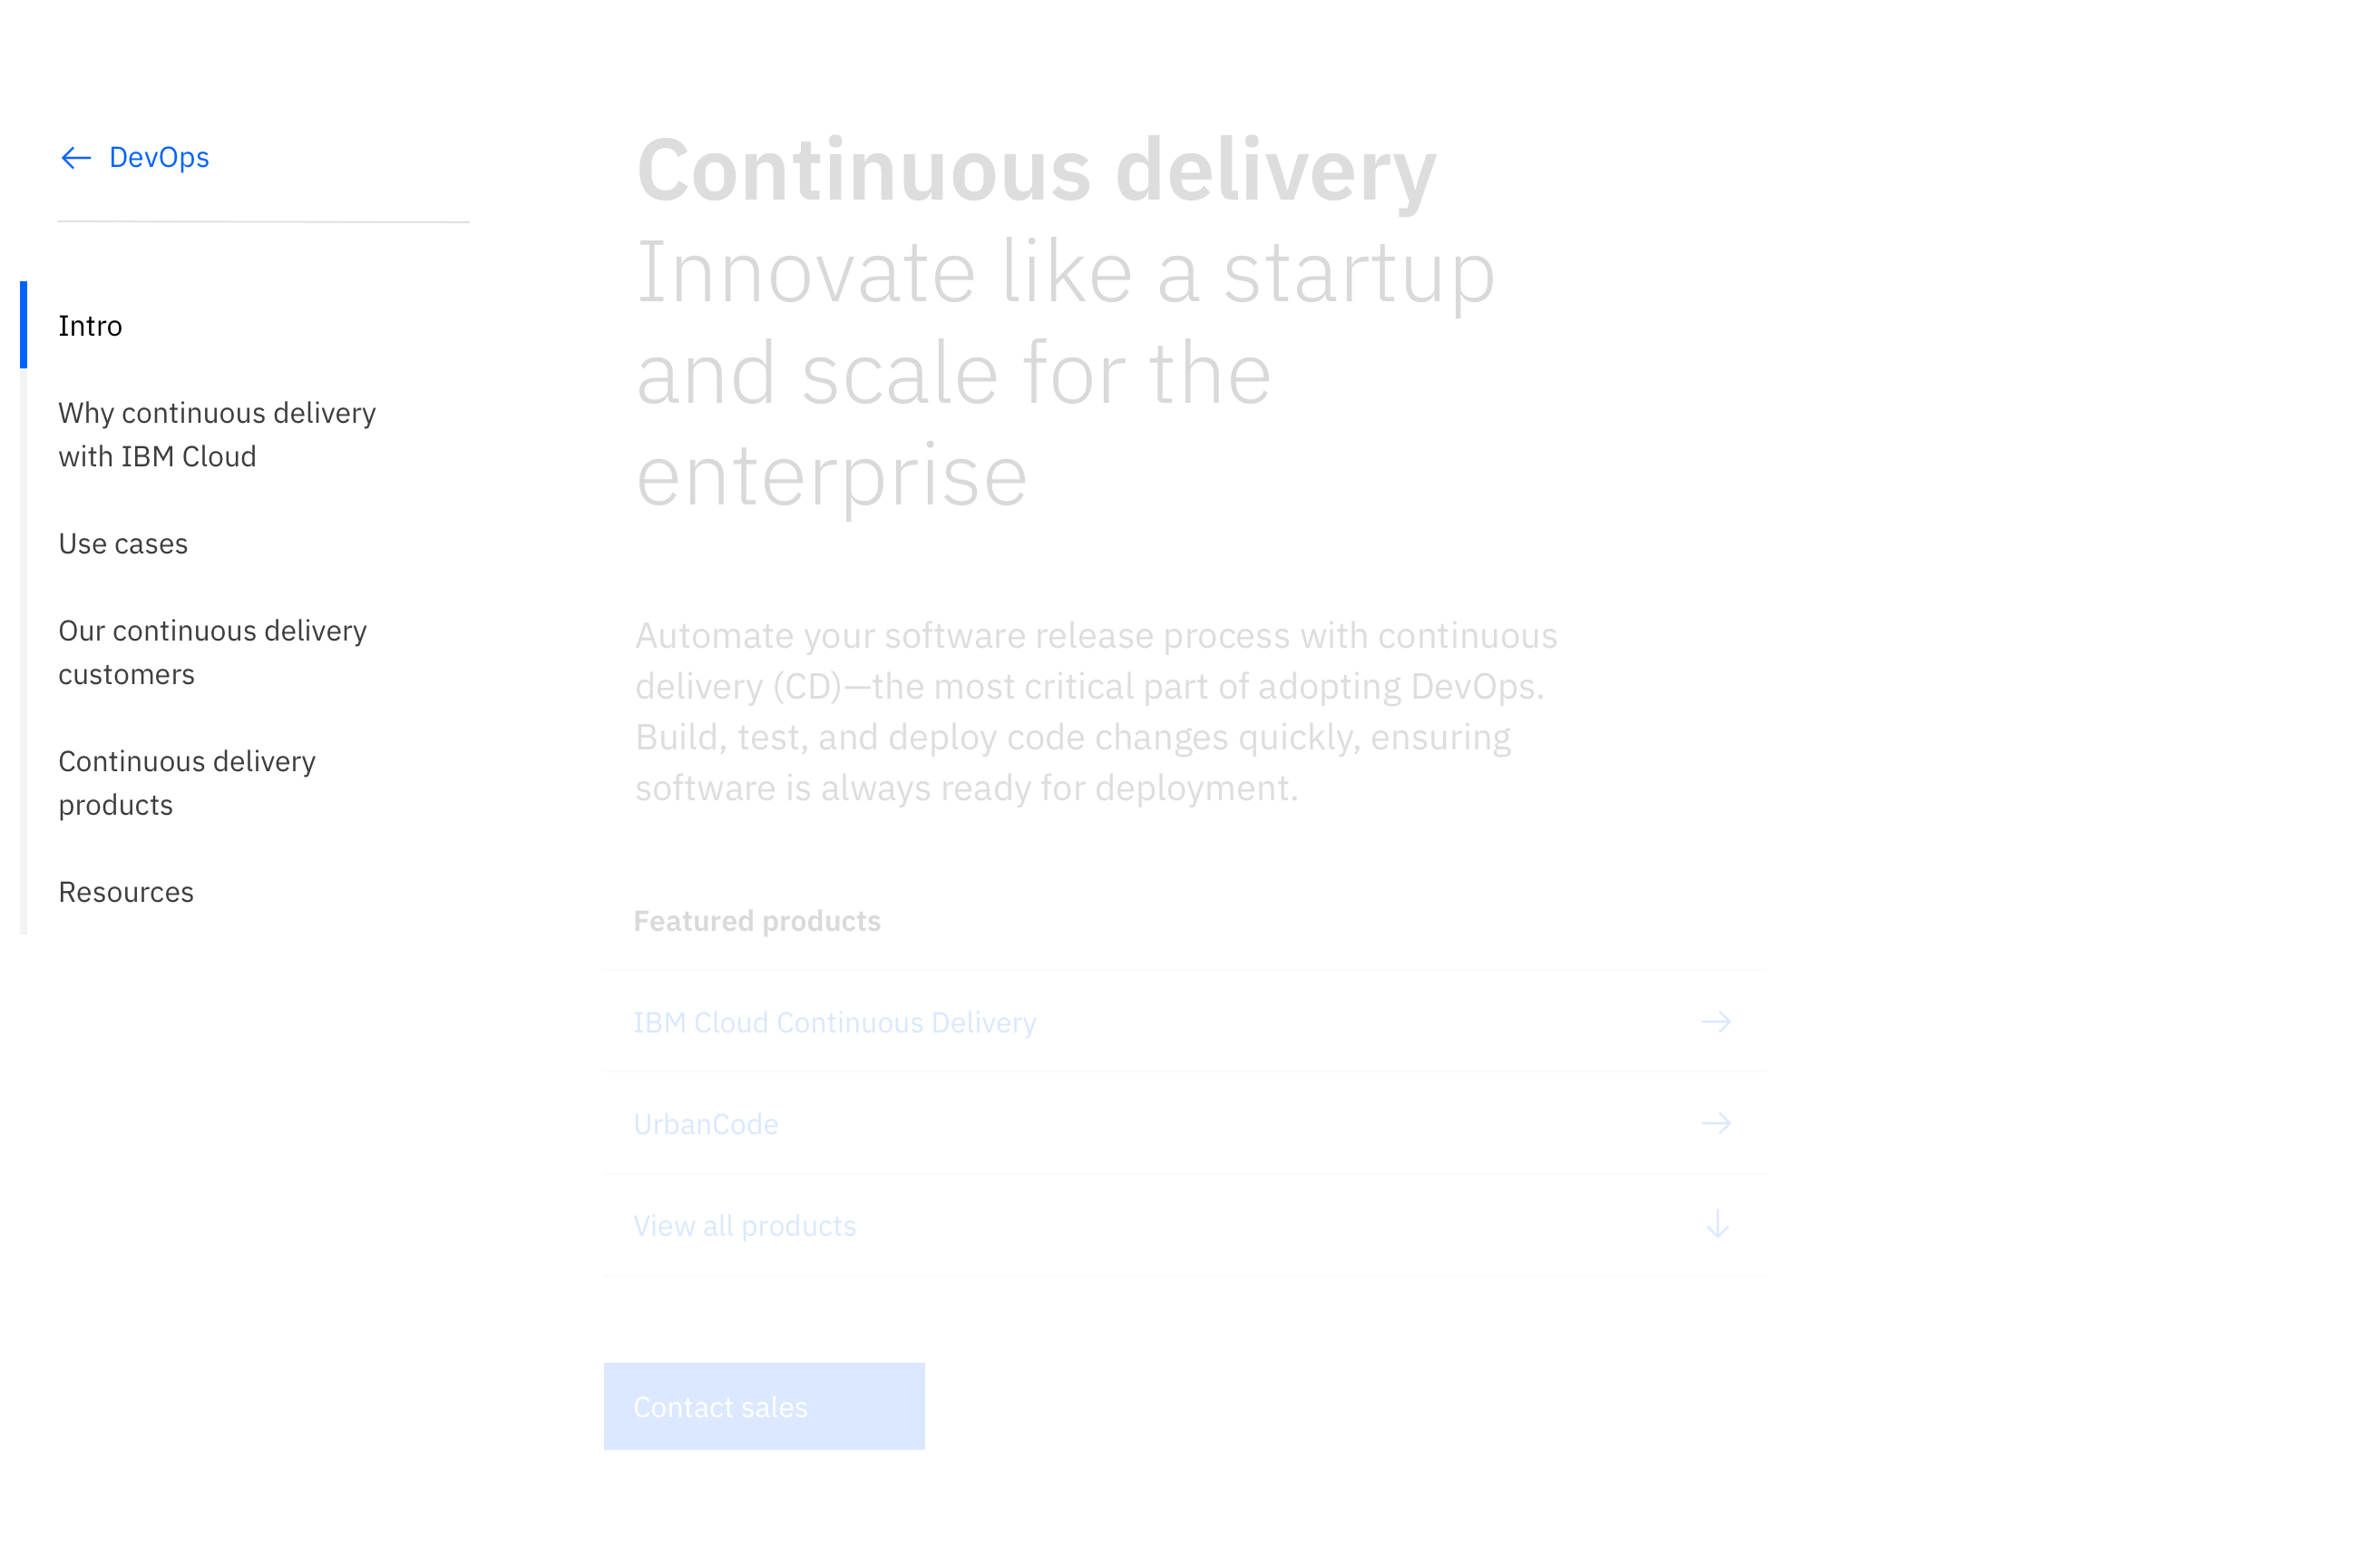 DevOps
Intro
Why continuous delivery
with IBM Cloud
Use cases
Our continuous delivery
customers
Continuous delivery
products
Resources
Continuous delivery
Innovate like a startup
and scale for the
enterprise
Automate your software release process with continuous
delivery (CD)—the most critical part of adopting DevOps.
Build, test, and deploy code changes quickly, ensuring
software is always ready for deployment.
Featured products
IBM Cloud Continuous Delivery
UrbanCode
View all products
Contact sales